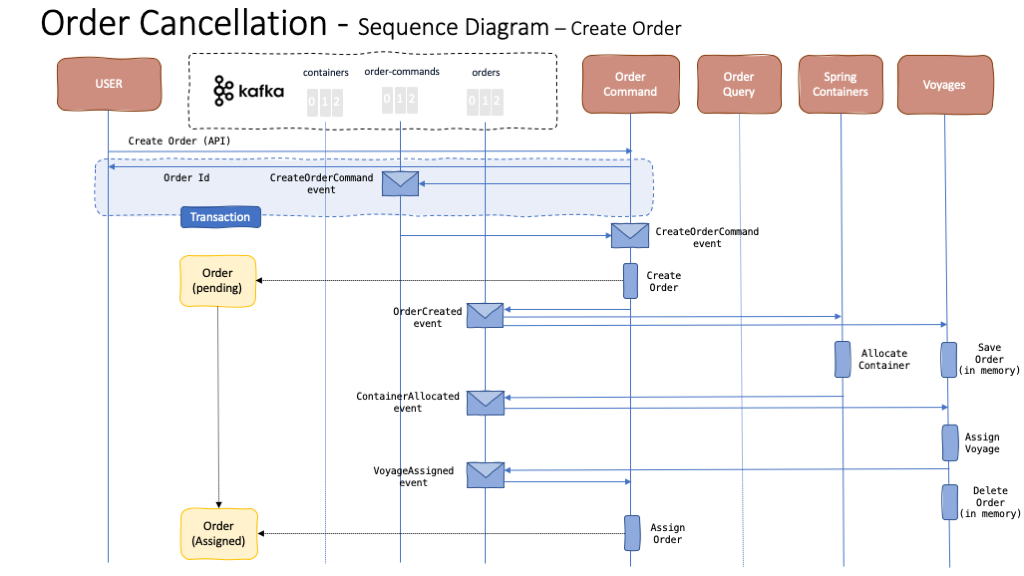 Order Cancellation - Sequence Diagram – Create Order
USER
kafka
containers
0 1 2
order-commands
0 1 2
orders
0 1 2
Order
Command
Order
Query
Spring
Containers
Voyages
Create Order (API)
Order Id
CreateOrderCommand
event
Transaction
CreateOrderCommand
event
Order
(pending)
Create
Order
OrderCreated
event
Allocate
Container
Save
Order
(in memory)
ContainerAllocated
event
Assign
Voyage
VoyageAssigned
event
Delete
Order
(in memory)
Order
(Assigned)
Assign
Order